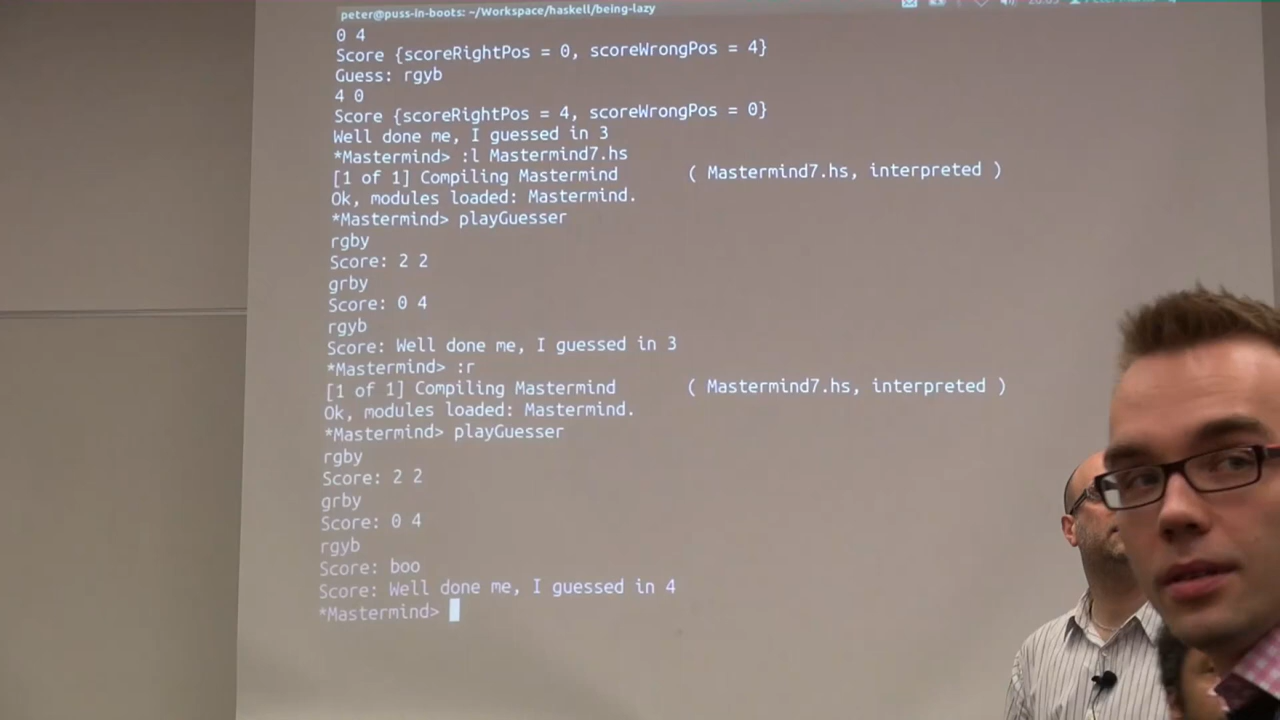 peter@puss-in-boots: ~/Workspace/haskell/being-lazy
0 4
Score {scoreRightPos = 0, scoreWrongPos = 4}
Guess: rgyb
4 0
Score {scoreRightPos = 4, scoreWrongPos = 0}
Well done me, I guessed in 3
*Mastermind> :l Mastermind7.hs
[1 of 1] Compiling Mastermind ( Mastermind7.hs, interpreted )
Ok, modules loaded: Mastermind.
*Mastermind> playGuesser
rgby
Score: 2 2
grby
Score: 0 4
rgyb
Score: Well done me, I guessed in 3
*Mastermind> :r
[1 of 1] Compiling Mastermind ( Mastermind7.hs, interpreted )
Ok, modules loaded: Mastermind.
*Mastermind> playGuesser
rgby
Score: 2 2
grby
Score: 0 4
rgyb
Score: boo
Score: Well done me, I guessed in 4
*Mastermind>